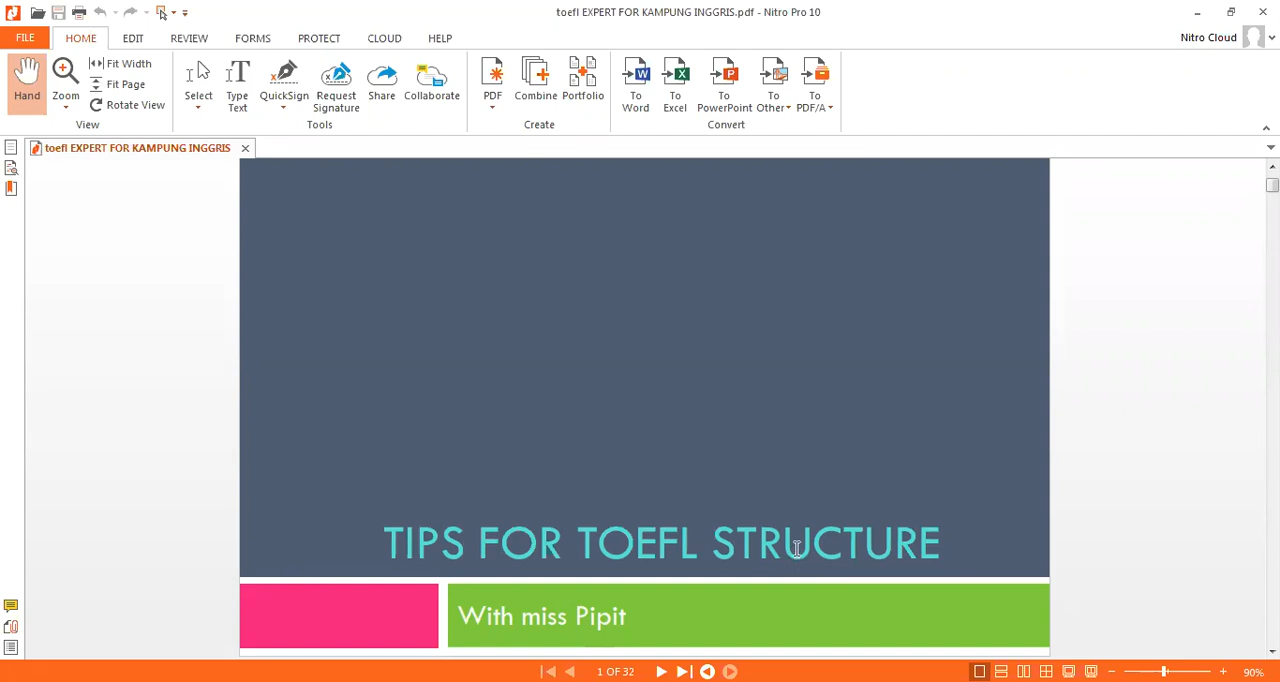 toefl EXPERT FOR KAMPUNG INGGRIS.pdf - Nitro Pro 10
FILE HOME EDIT REVIEW FORMS PROTECT CLOUD HELP
Nitro Cloud
Hand
Zoom
Fit Width
Fit Page
Rotate View
View
Select
Type Text
QuickSign
Request Signature
Share
Collaborate
Tools
PDF
Combine
Portfolio
Create
To Word
To Excel
To PowerPoint
To Other
To PDF/A
Convert
toefl EXPERT FOR KAMPUNG INGGRIS
TIPS FOR TOEFL STRUCTURE
With miss Pipit
1 OF 32
90%